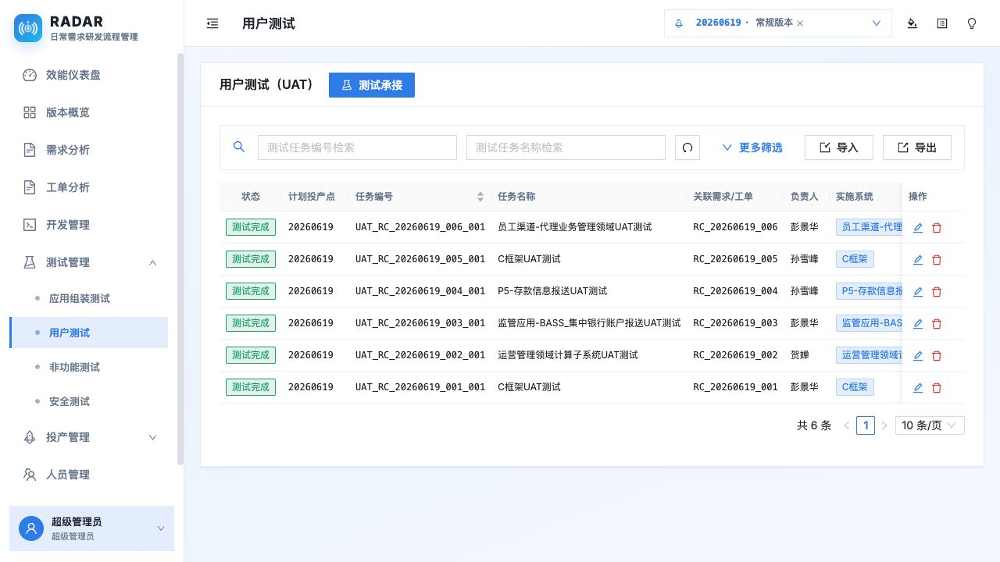 RADAR
日常需求研发流程管理
效能仪表盘
版本概览
需求分析
工单分析
开发管理
测试管理
应用组装测试
用户测试
非功能测试
安全测试
投产管理
人员管理
超级管理员
超级管理员
用户测试
20260619 · 常规版本
用户测试（UAT）
测试承接
测试任务编号检索
测试任务名称检索
更多筛选
导入
导出
状态 计划投产点 任务编号 任务名称 关联需求/工单 负责人 实施系统 操作
测试完成 20260619 UAT_RC_20260619_006_001 员工渠道-代理业务管理领域UAT测试 RC_20260619_006 彭景华 员工渠道-代理
测试完成 20260619 UAT_RC_20260619_005_001 C框架UAT测试 RC_20260619_005 孙雪峰 C框架
测试完成 20260619 UAT_RC_20260619_004_001 P5-存款信息报送UAT测试 RC_20260619_004 孙雪峰 P5-存款信息报
测试完成 20260619 UAT_RC_20260619_003_001 监管应用-BASS_集中银行账户报送UAT测试 RC_20260619_003 彭景华 监管应用-BAS
测试完成 20260619 UAT_RC_20260619_002_001 运营管理领域计算子系统UAT测试 RC_20260619_002 贺婵 运营管理领域
测试完成 20260619 UAT_RC_20260619_001_001 C框架UAT测试 RC_20260619_001 彭景华 C框架
共 6 条 1 10 条/页